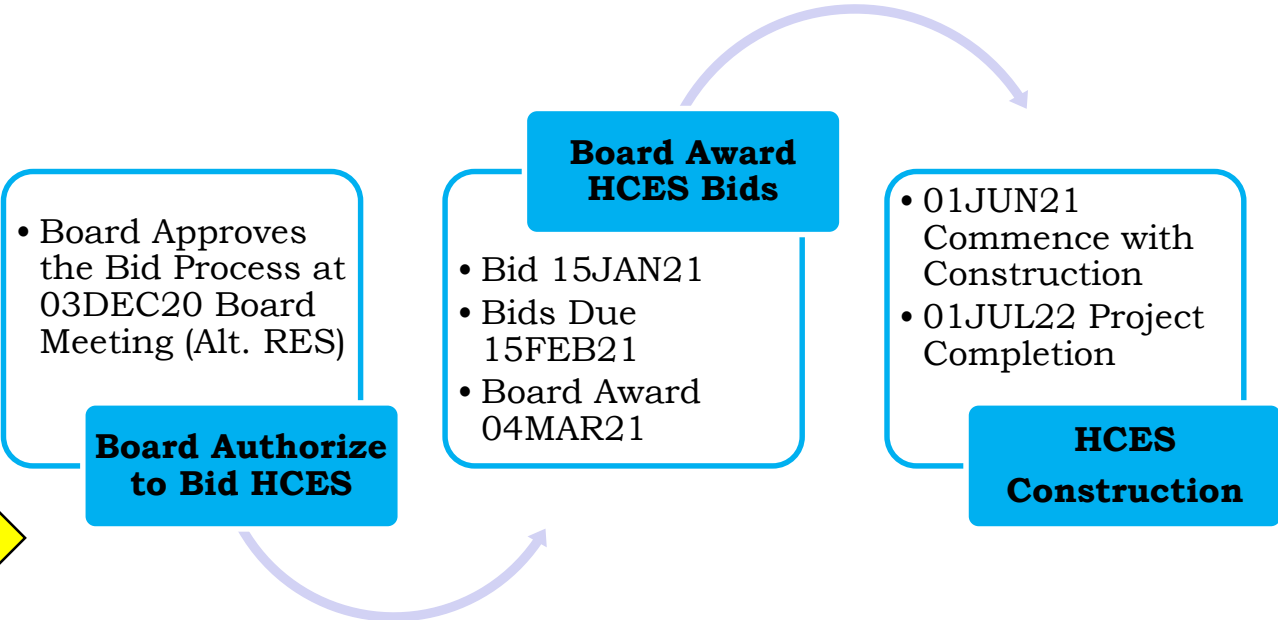 • Board Approves
the Bid Process at
03DEC20 Board
Meeting (Alt. RES)
Board Authorize
to Bid HCES
Board Award
HCES Bids
• Bid 15JAN21
• Bids Due
15FEB21
• Board Award
04MAR21
• 01JUN21
Commence with
Construction
• 01JUL22 Project
Completion
HCES
Construction